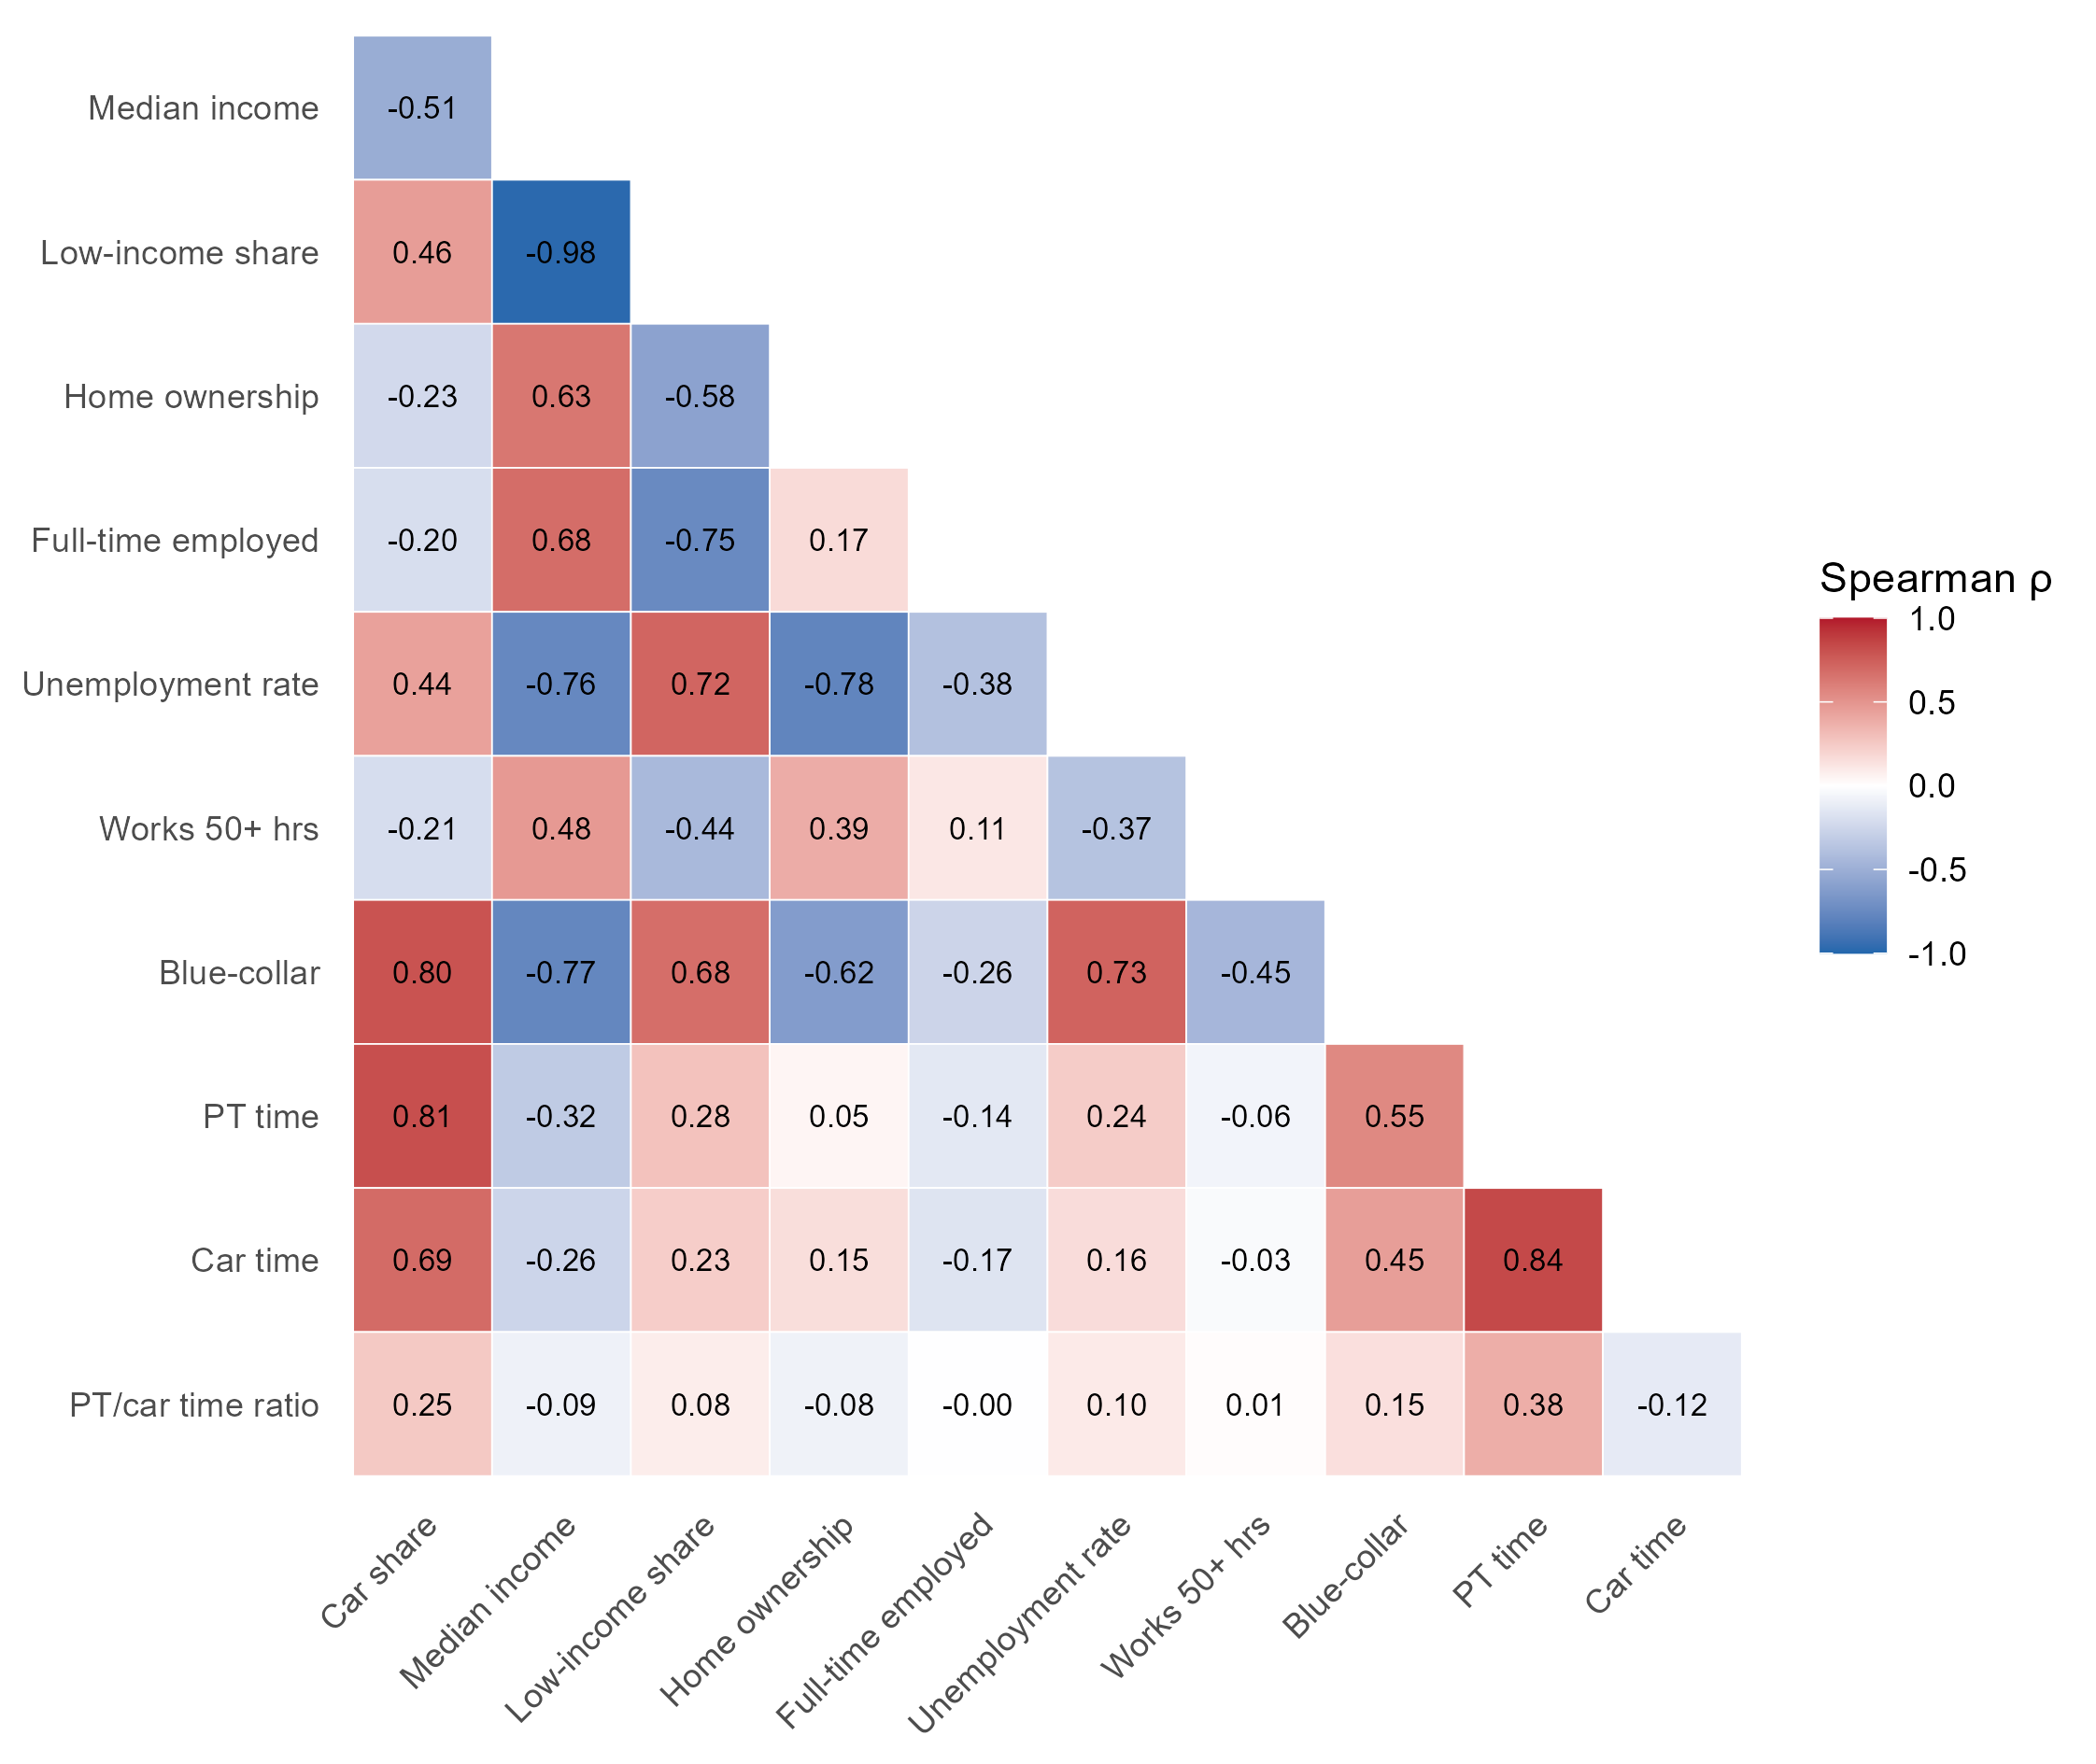 Median income -0.51
Low-income share 0.46 -0.98
Home ownership -0.23 0.63 -0.58
Full-time employed -0.20 0.68 -0.75 0.17
Unemployment rate 0.44 -0.76 0.72 -0.78 -0.38
Works 50+ hrs -0.21 0.48 -0.44 0.39 0.11 -0.37
Blue-collar 0.80 -0.77 0.68 -0.62 -0.26 0.73 -0.45
PT time 0.81 -0.32 0.28 0.05 -0.14 0.24 -0.06 0.55
Car time 0.69 -0.26 0.23 0.15 -0.17 0.16 -0.03 0.45 0.84
PT/car time ratio 0.25 -0.09 0.08 -0.08 -0.00 0.10 0.01 0.15 0.38 -0.12
Car share
Median income
Low-income share
Home ownership
Full-time employed
Unemployment rate
Works 50+ hrs
Blue-collar
PT time
Car time
Spearman ρ
1.0
0.5
0.0
-0.5
-1.0